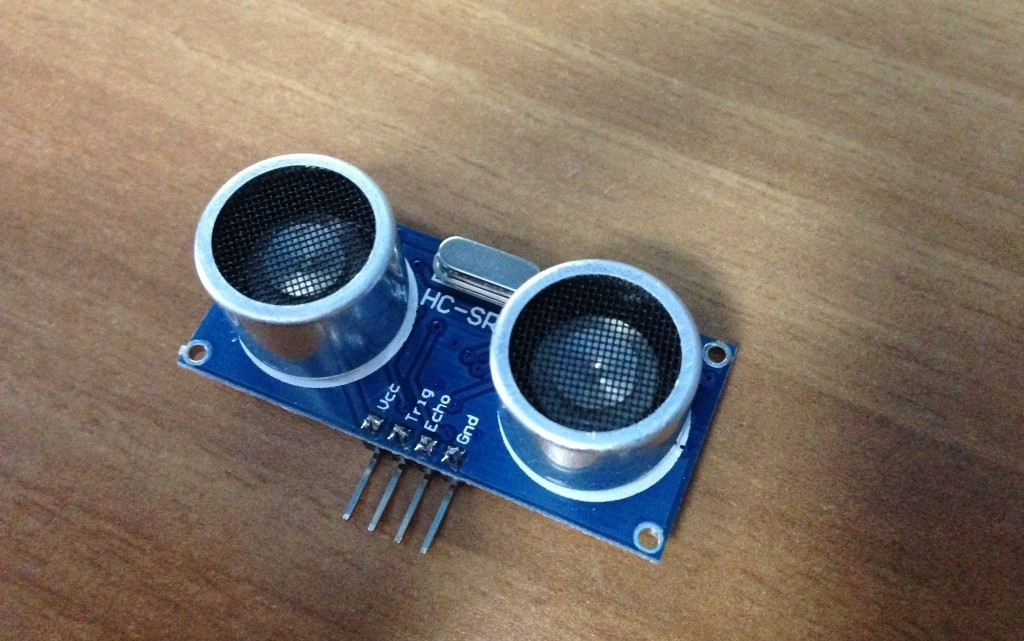 HC-SR
Vcc
Trig
Echo
Gnd